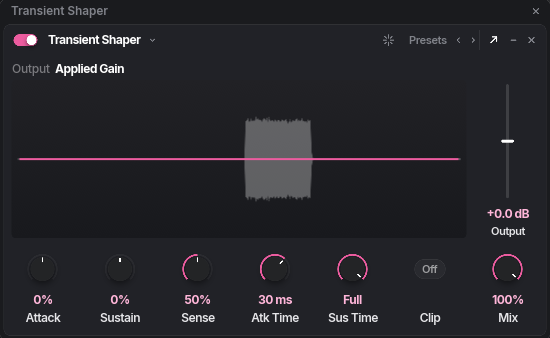 Transient Shaper
Transient Shaper
Presets
Output Applied Gain
+0.0 dB
Output
Off
0% 0% 50% 30 ms Full 100%
Attack Sustain Sense Atk Time Sus Time Clip Mix